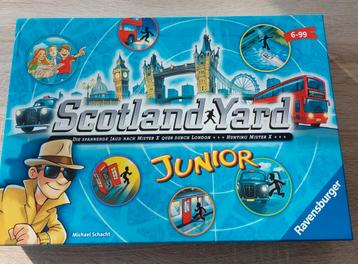 6-99
Scotland Yard
DIE SPANNENDE JAGD NACH MISTER X QUER DURCH LONDON • • • HUNTING MISTER X • • •
JUNIOR
Michael Schacht
Ravensburger